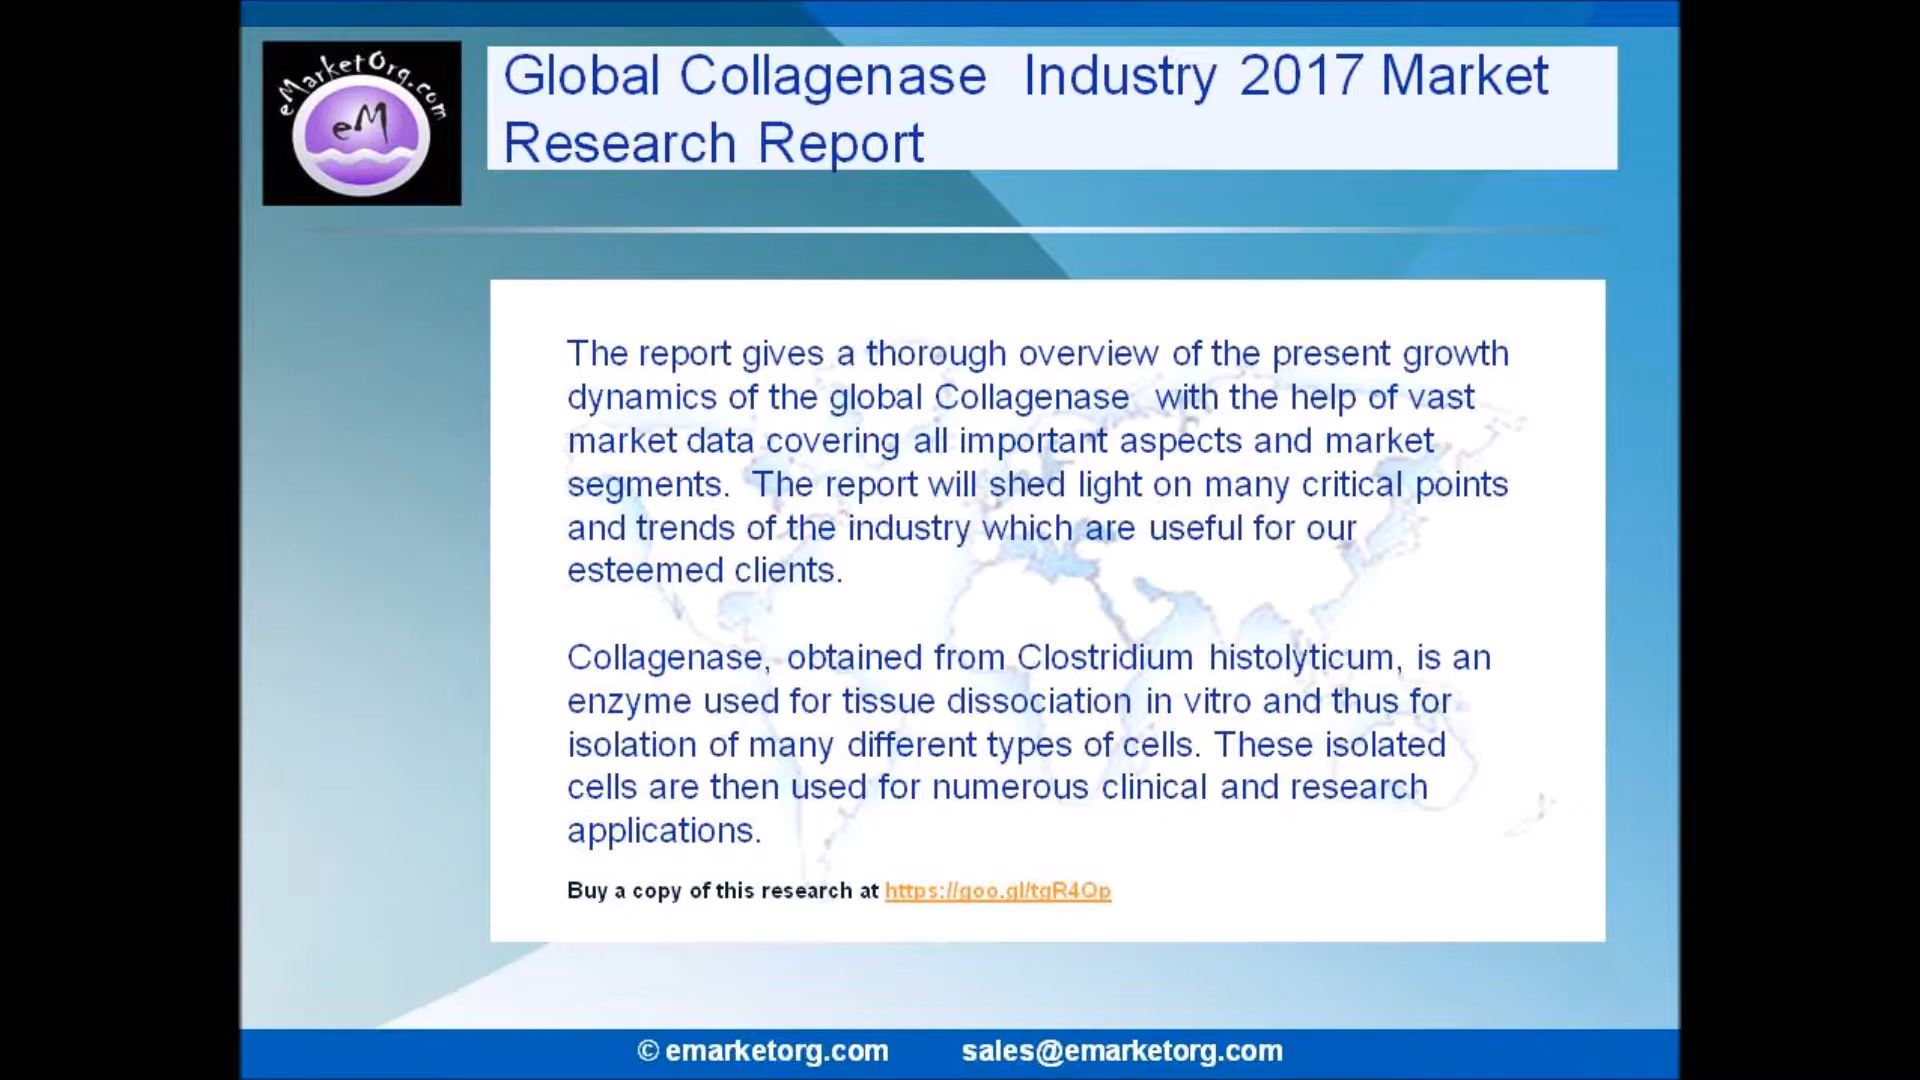 eMarketOrg.com
eM
Global Collagenase Industry 2017 Market
Research Report
The report gives a thorough overview of the present growth
dynamics of the global Collagenase with the help of vast
market data covering all important aspects and market
segments. The report will shed light on many critical points
and trends of the industry which are useful for our
esteemed clients.
Collagenase, obtained from Clostridium histolyticum, is an
enzyme used for tissue dissociation in vitro and thus for
isolation of many different types of cells. These isolated
cells are then used for numerous clinical and research
applications.
Buy a copy of this research at https://goo.gl/tgR4Qp
© emarketorg.com sales@emarketorg.com